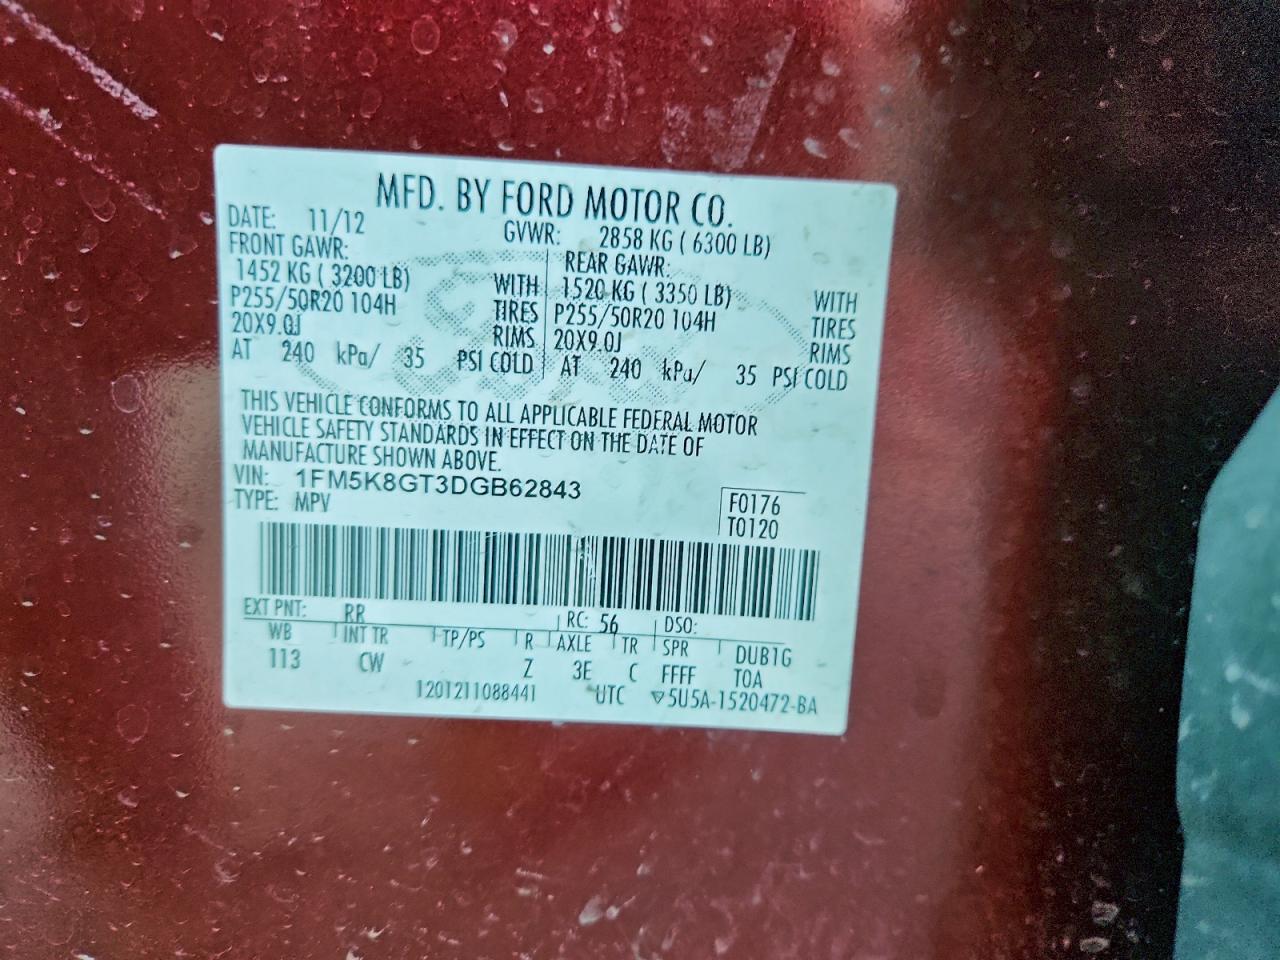 MFD. BY FORD MOTOR CO.
DATE: 11/12 GVWR: 2858 KG ( 6300 LB)
FRONT GAWR: REAR GAWR:
1452 KG ( 3200 LB) WITH 1520 KG ( 3350 LB) WITH
P255/50R20 104H TIRES P255/50R20 104H TIRES
20X9.0J RIMS 20X9.0J RIMS
AT 240 kPa/ 35 PSI COLD AT 240 kPa/ 35 PSI COLD
THIS VEHICLE CONFORMS TO ALL APPLICABLE FEDERAL MOTOR
VEHICLE SAFETY STANDARDS IN EFFECT ON THE DATE OF
MANUFACTURE SHOWN ABOVE.
VIN: 1FM5K8GT3DGB62843
TYPE: MPV
F0176
T0120
EXT PNT: RR RC: 56 DSO:
WB INT TR TP/PS R AXLE TR SPR DUB1G
113 CW Z 3E C FFFF TOA
1201211088441 UTC ▽5U5A-1520472-BA